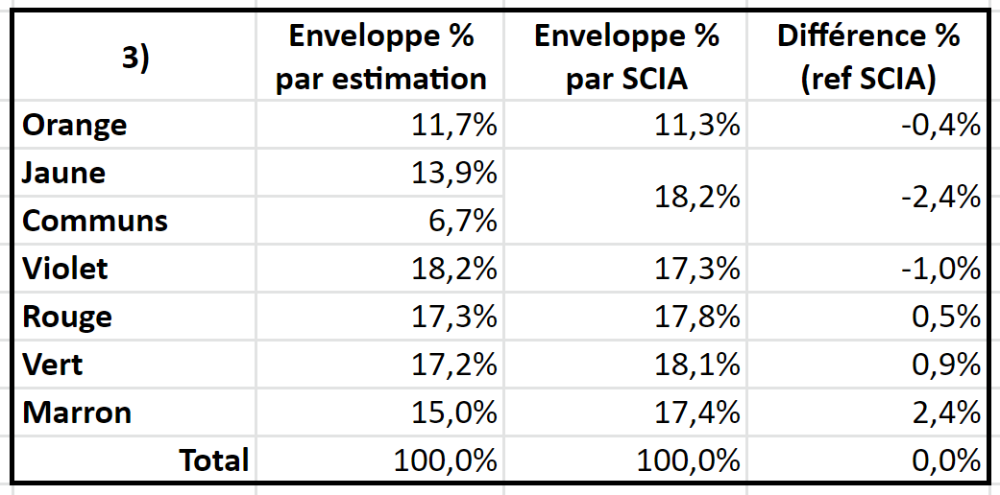 3) Enveloppe % par estimation Enveloppe % par SCIA Différence % (ref SCIA)
Orange 11,7% 11,3% -0,4%
Jaune 13,9% 18,2% -2,4%
Communs 6,7%
Violet 18,2% 17,3% -1,0%
Rouge 17,3% 17,8% 0,5%
Vert 17,2% 18,1% 0,9%
Marron 15,0% 17,4% 2,4%
Total 100,0% 100,0% 0,0%